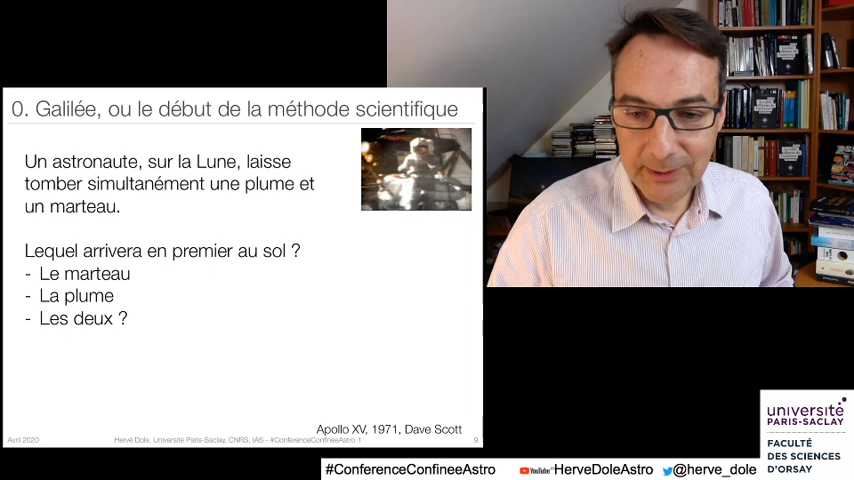 0. Galilée, ou le début de la méthode scientifique
Un astronaute, sur la Lune, laisse
tomber simultanément une plume et
un marteau.
Lequel arrivera en premier au sol ?
- Le marteau
- La plume
- Les deux ?
Apollo XV, 1971, Dave Scott
Avril 2020
Hervé Dole, Université Paris-Saclay, CNRS, IAS - #ConferenceConfineeAstro 1
9
#ConferenceConfineeAstro
YouTube HerveDoleAstro
@herve_dole
université
PARIS-SACLAY
FACULTÉ
DES SCIENCES
D'ORSAY